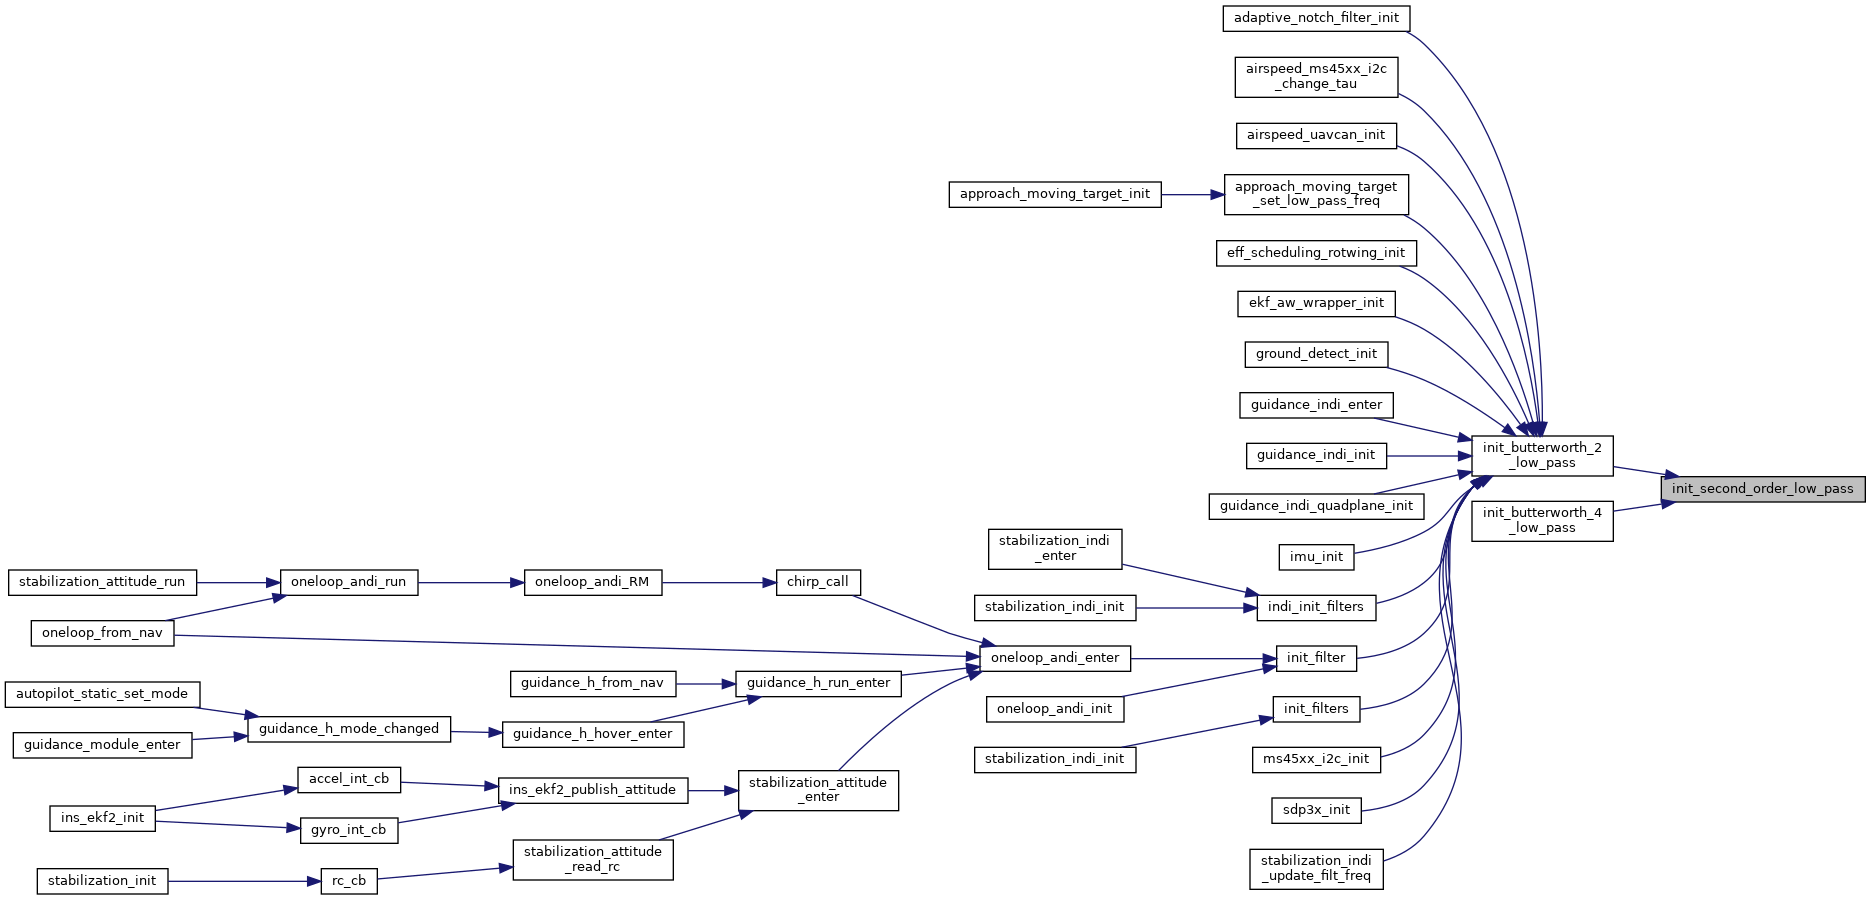 adaptive_notch_filter_init
airspeed_ms45xx_i2c
_change_tau
airspeed_uavcan_init
approach_moving_target_init
approach_moving_target
_set_low_pass_freq
eff_scheduling_rotwing_init
ekf_aw_wrapper_init
ground_detect_init
guidance_indi_enter
guidance_indi_init
guidance_indi_quadplane_init
init_butterworth_2
_low_pass
init_second_order_low_pass
init_butterworth_4
_low_pass
imu_init
stabilization_indi
_enter
stabilization_indi_init
indi_init_filters
stabilization_attitude_run
oneloop_andi_run
oneloop_andi_RM
chirp_call
oneloop_from_nav
oneloop_andi_enter
init_filter
oneloop_andi_init
guidance_h_from_nav
guidance_h_run_enter
autopilot_static_set_mode
guidance_h_mode_changed
guidance_h_hover_enter
guidance_module_enter
init_filters
stabilization_indi_init
ms45xx_i2c_init
accel_int_cb
ins_ekf2_publish_attitude
stabilization_attitude
_enter
ins_ekf2_init
gyro_int_cb
sdp3x_init
stabilization_attitude
_read_rc
stabilization_init
rc_cb
stabilization_indi
_update_filt_freq